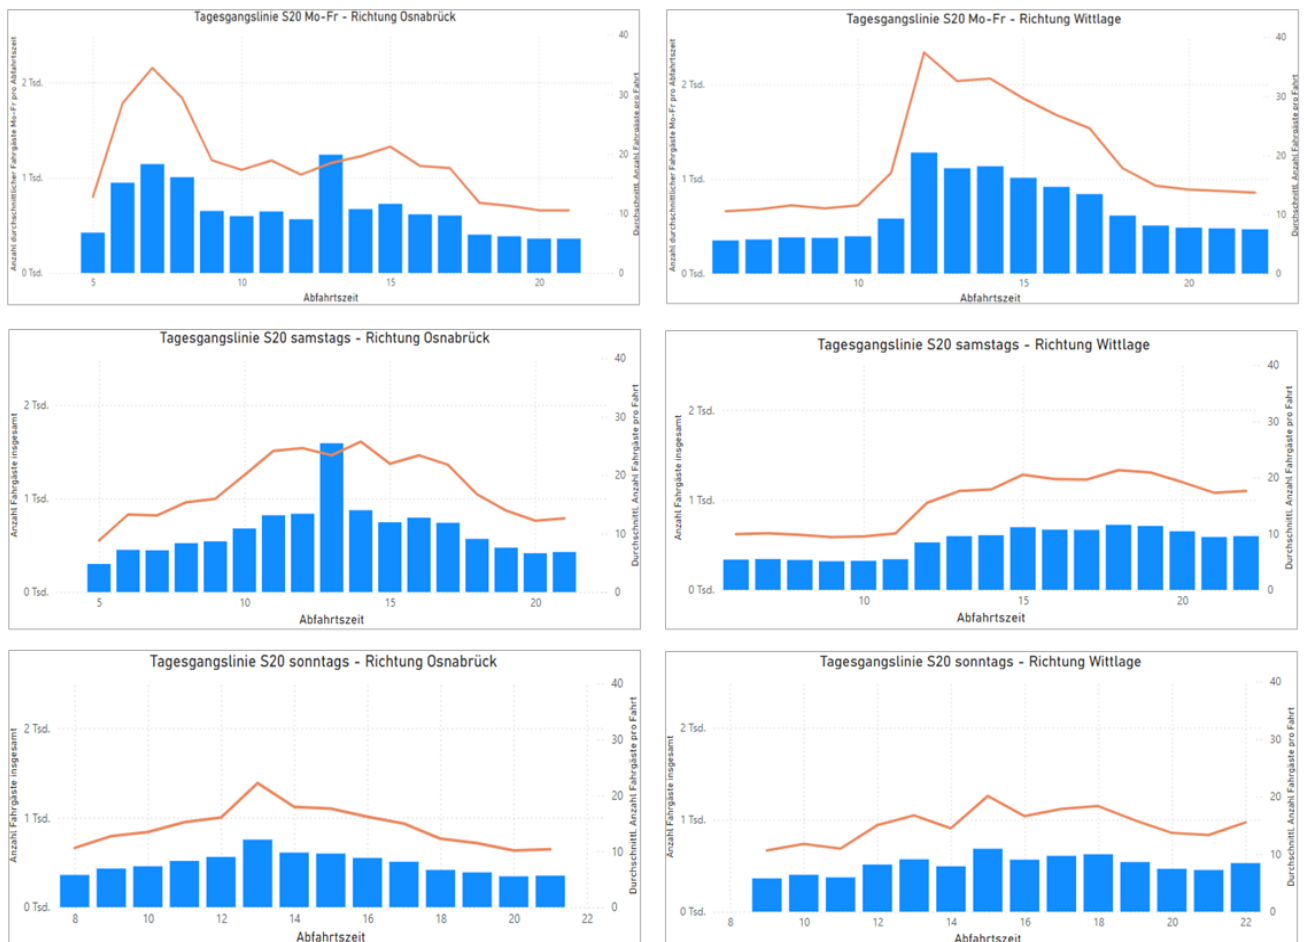 Tagesgangslinie S20 Mo-Fr - Richtung Osnabrück
Anzahl durchschnittlicher Fahrgäste Mo-Fr pro Abfahrtszeit
2 Tsd.
1 Tsd.
0 Tsd.
40
30
20
10
0
Durchschnittl. Anzahl Fahrgäste pro Fahrt
5
10
15
20
Abfahrtszeit
Tagesgangslinie S20 Mo-Fr - Richtung Wittlage
Anzahl durchschnittlicher Fahrgäste Mo-Fr pro Abfahrtszeit
2 Tsd.
1 Tsd.
0 Tsd.
40
30
20
10
0
Durchschnittl. Anzahl Fahrgäste pro Fahrt
10
15
20
Abfahrtszeit
Tagesgangslinie S20 samstags - Richtung Osnabrück
Anzahl Fahrgäste insgesamt
2 Tsd.
1 Tsd.
0 Tsd.
40
30
20
10
0
Durchschnittl. Anzahl Fahrgäste pro Fahrt
5
10
15
20
Abfahrtszeit
Tagesgangslinie S20 samstags - Richtung Wittlage
Anzahl Fahrgäste insgesamt
2 Tsd.
1 Tsd.
0 Tsd.
40
30
20
10
0
Durchschnittl. Anzahl Fahrgäste pro Fahrt
10
15
20
Abfahrtszeit
Tagesgangslinie S20 sonntags - Richtung Osnabrück
Anzahl Fahrgäste insgesamt
2 Tsd.
1 Tsd.
0 Tsd.
40
30
20
10
0
Durchschnittl. Anzahl Fahrgäste pro Fahrt
8
10
12
14
16
18
20
22
Abfahrtszeit
Tagesgangslinie S20 sonntags - Richtung Wittlage
Anzahl Fahrgäste insgesamt
2 Tsd.
1 Tsd.
0 Tsd.
40
30
20
10
0
Durchschnittl. Anzahl Fahrgäste pro Fahrt
8
10
12
14
16
18
20
22
Abfahrtszeit